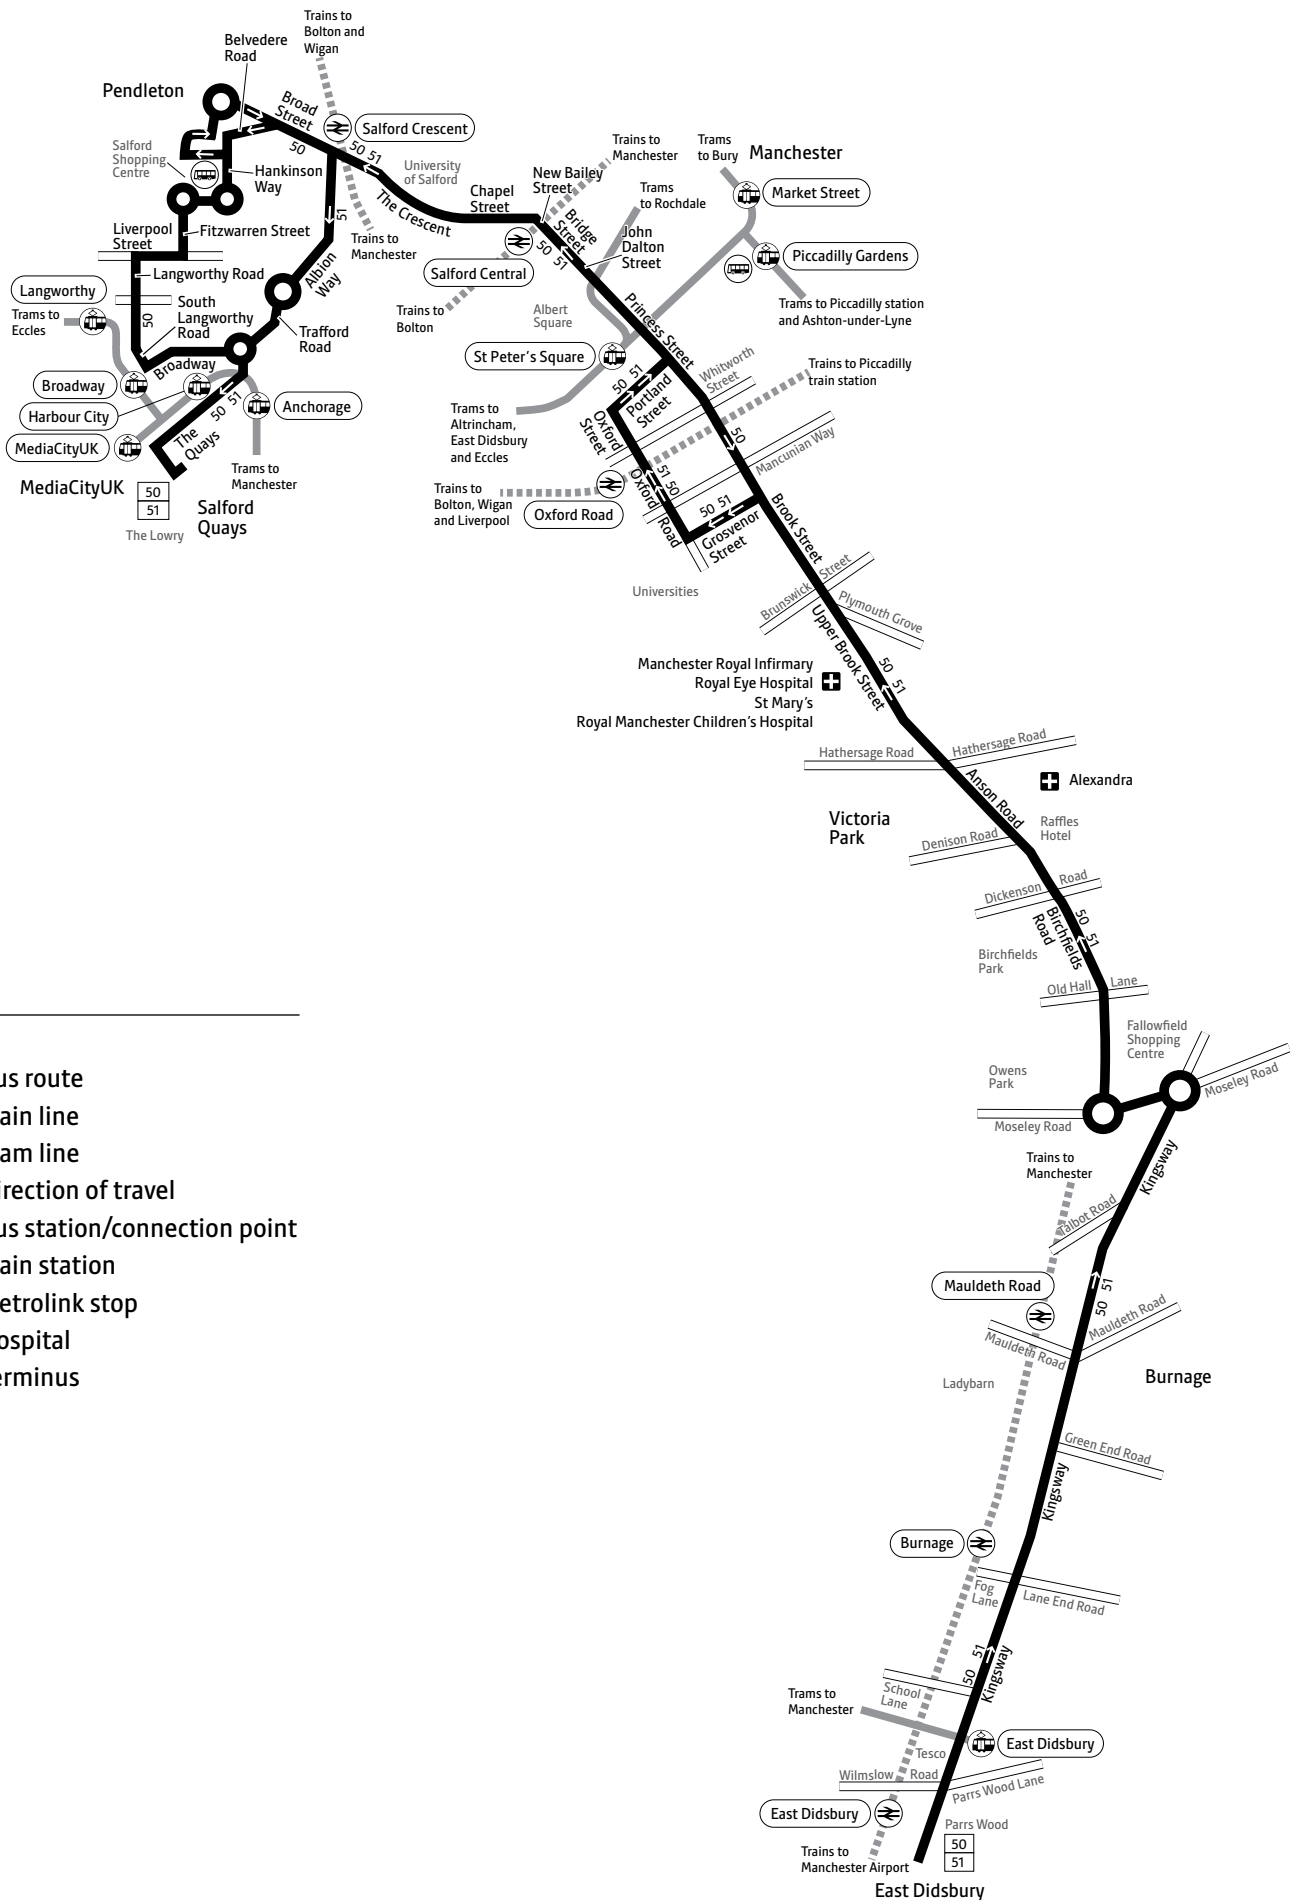 Trains to
Bolton and
Wigan
Belvedere
Road
Pendleton
Broad
Street
50
Salford Crescent
50 51
Salford
Shopping
Centre
Hankinson
Way
University
of Salford
The Crescent
Chapel
Street
New Bailey
Street
Trains to
Manchester
Trams
to Bury
Manchester
Market Street
Trams
to Rochdale
Bridge
Street
John
Dalton
Street
Piccadilly Gardens
Trams to Piccadilly station
and Ashton-under-Lyne
Fitzwarren Street
Liverpool
Street
51
Trains to
Manchester
Salford Central
50 51
Langworthy Road
Albion
Way
Langworthy
Trams to
Eccles
South
Langworthy
Road
50
Trafford
Road
Trains to
Bolton
Albert
Square
Princess Street
St Peter's Square
Whitworth
Street
Trains to Piccadilly
train station
Broadway
Broadway
Harbour City
Anchorage
50 51
MediaCityUK
The
Quays
Trams to
Manchester
MediaCityUK
50
51
Salford
Quays
The Lowry
50 51
Portland
Street
Oxford
Street
Trams to
Altrincham,
East Didsbury
and Eccles
50
Mancunian Way
51 50
Oxford Road
Trains to
Bolton, Wigan
and Liverpool
Oxford Road
50 51
Grosvenor
Street
Brook Street
Universities
Brunswick Street
Plymouth Grove
Upper Brook Street
50 51
Manchester Royal Infirmary
Royal Eye Hospital
St Mary's
Royal Manchester Children's Hospital
Hathersage Road
Hathersage Road
Anson Road
Alexandra
Victoria
Park
Raffles
Hotel
Denison Road
Dickenson Road
Birchfields
Road
50 51
Birchfields
Park
Old Hall Lane
Fallowfield
Shopping
Centre
Owens
Park
Moseley Road
Moseley Road
us route
ain line
am line
irection of travel
us station/connection point
ain station
etrolink stop
ospital
erminus
Trains to
Manchester
Kingsway
Talbot Road
Mauldeth Road
50 51
Mauldeth Road
Mauldeth Road
Ladybarn
Burnage
Green End Road
Kingsway
Burnage
Fog
Lane
Lane End Road
50 51
Kingsway
School
Lane
Trams to
Manchester
East Didsbury
Tesco
Wilmslow Road
Parrs Wood Lane
East Didsbury
Parrs Wood
50
51
Trains to
Manchester Airport
East Didsbury